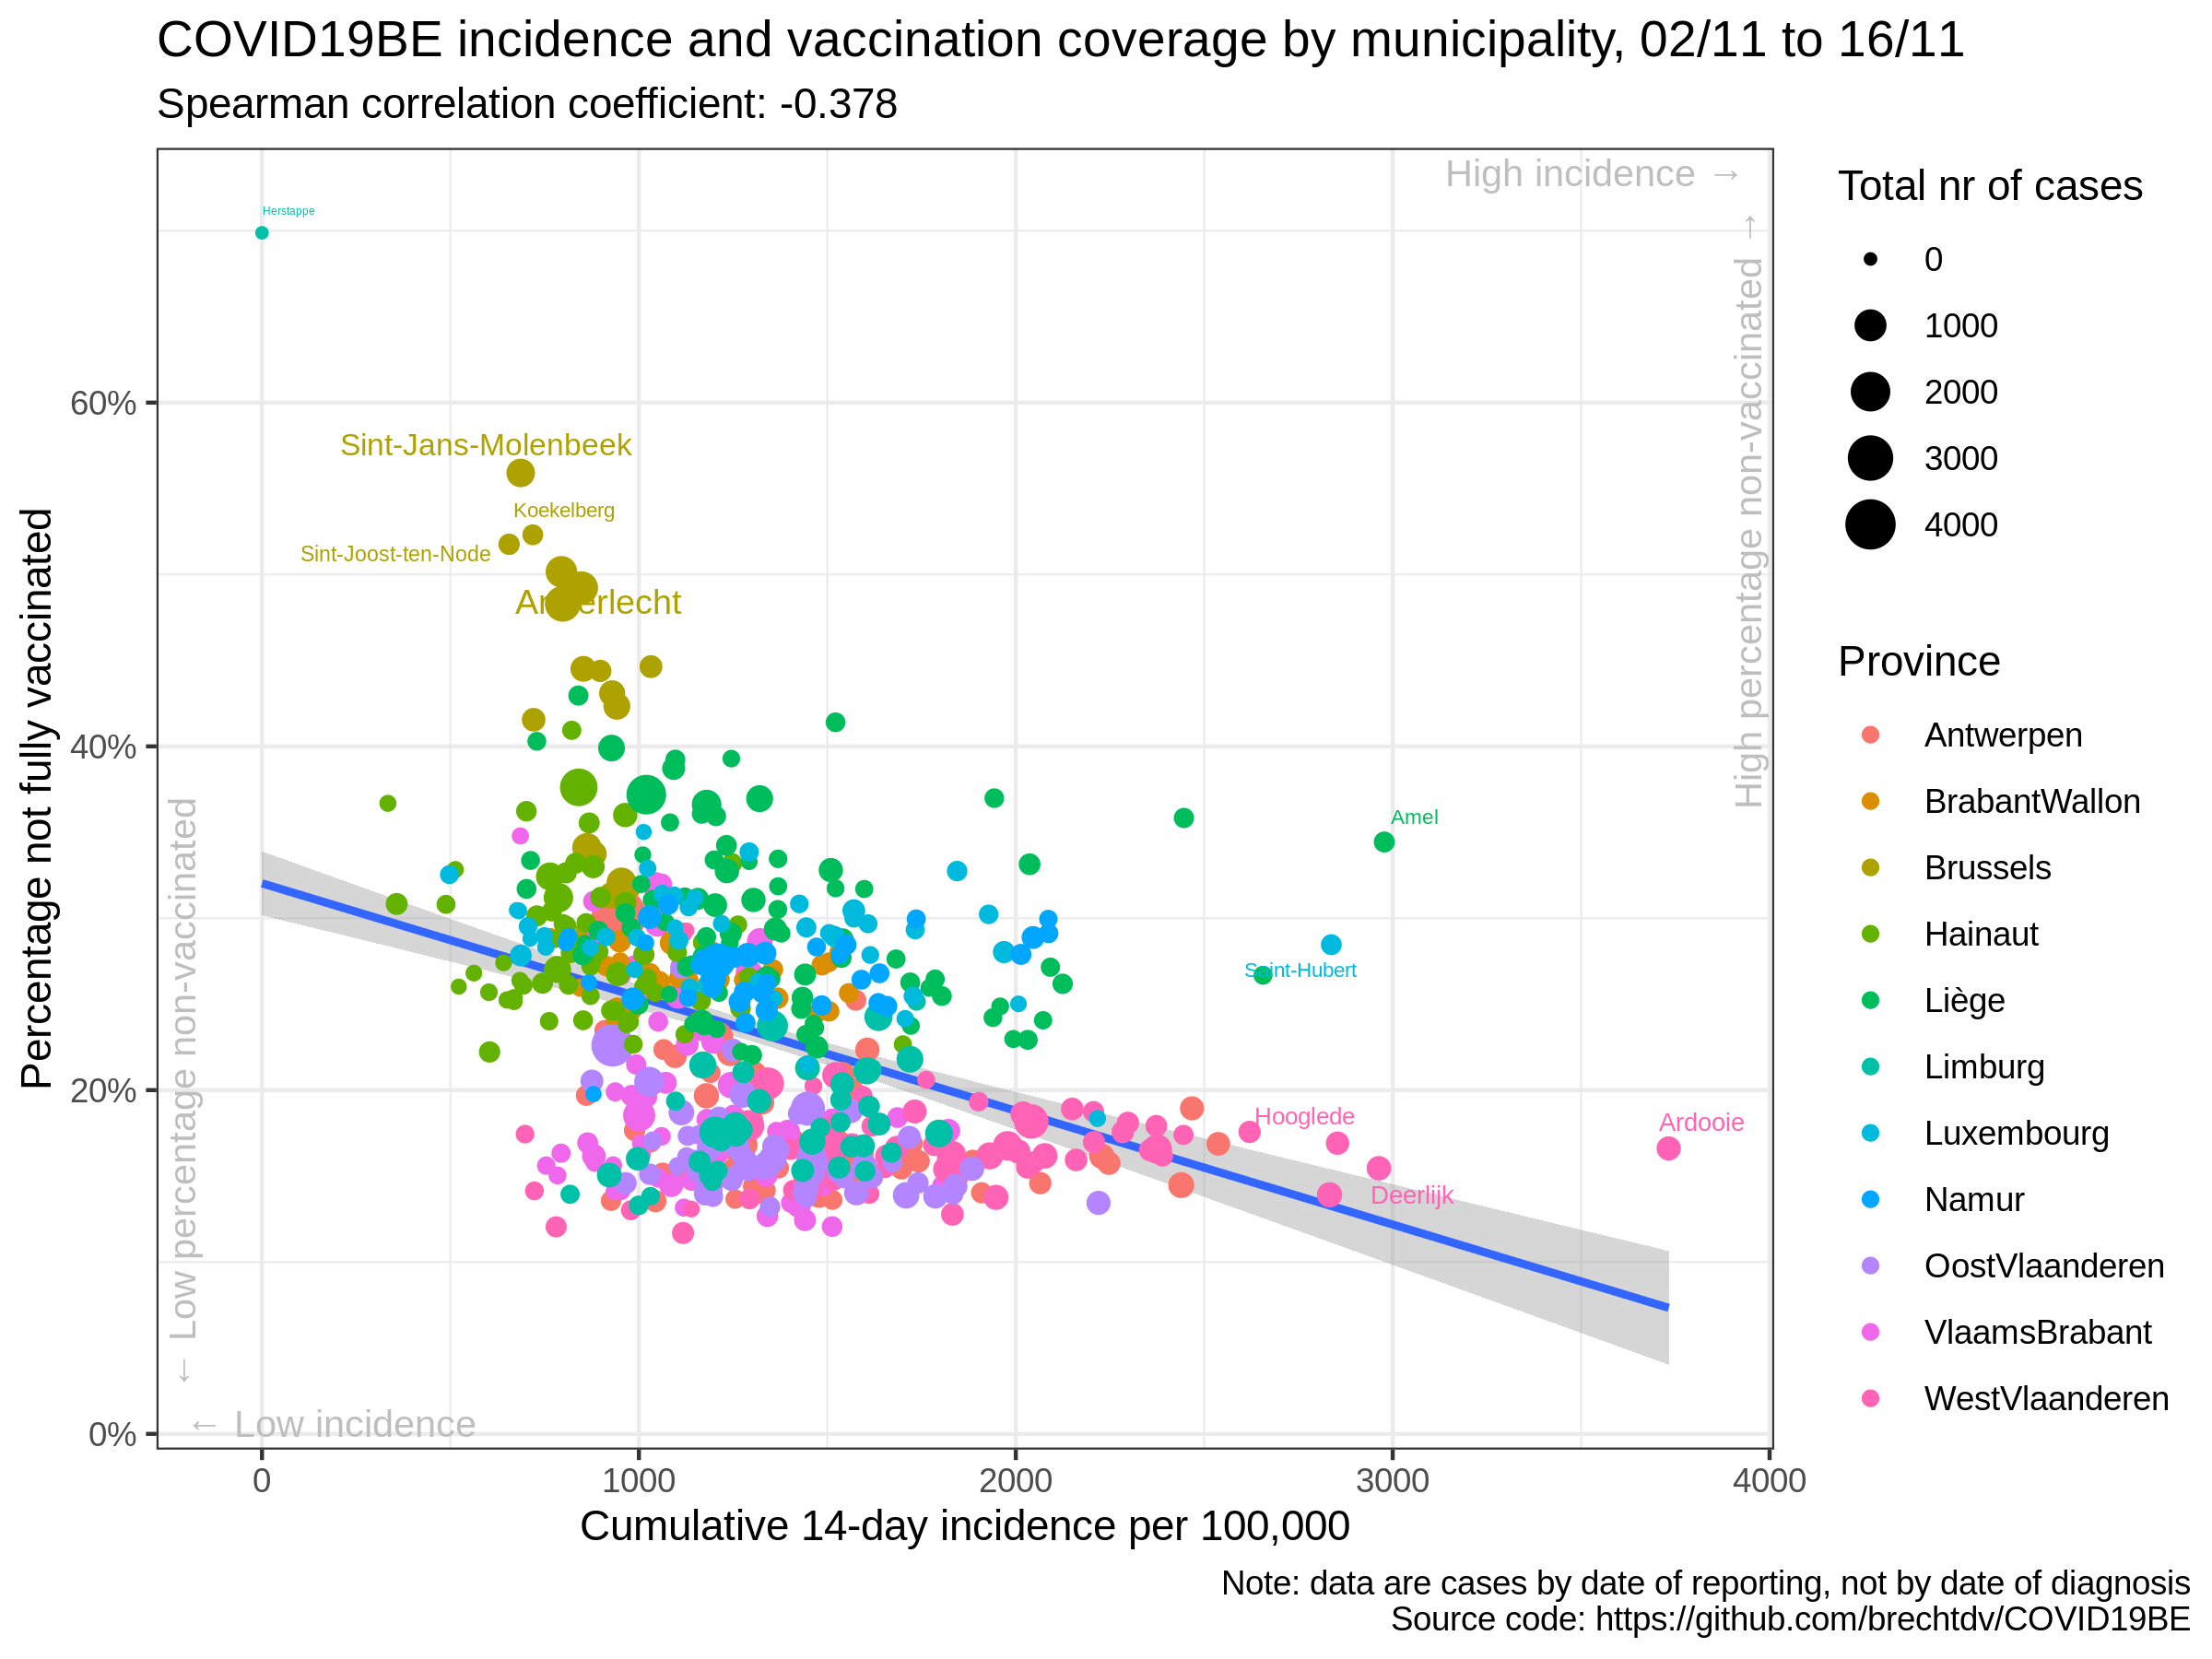 COVID19BE incidence and vaccination coverage by municipality, 02/11 to 16/11
Spearman correlation coefficient: -0.378
High incidence →
High percentage non-vaccinated →
← Low percentage non-vaccinated
← Low incidence
Percentage not fully vaccinated
60%
40%
20%
0%
Herstappe
Sint-Jans-Molenbeek
Koekelberg
Sint-Joost-ten-Node
Anderlecht
Amel
Saint-Hubert
Hooglede
Ardooie
Deerlijk
0
1000
2000
3000
4000
Cumulative 14-day incidence per 100,000
Total nr of cases
0
1000
2000
3000
4000
Province
Antwerpen
BrabantWallon
Brussels
Hainaut
Liège
Limburg
Luxembourg
Namur
OostVlaanderen
VlaamsBrabant
WestVlaanderen
Note: data are cases by date of reporting, not by date of diagnosis
Source code: https://github.com/brechtdv/COVID19BE